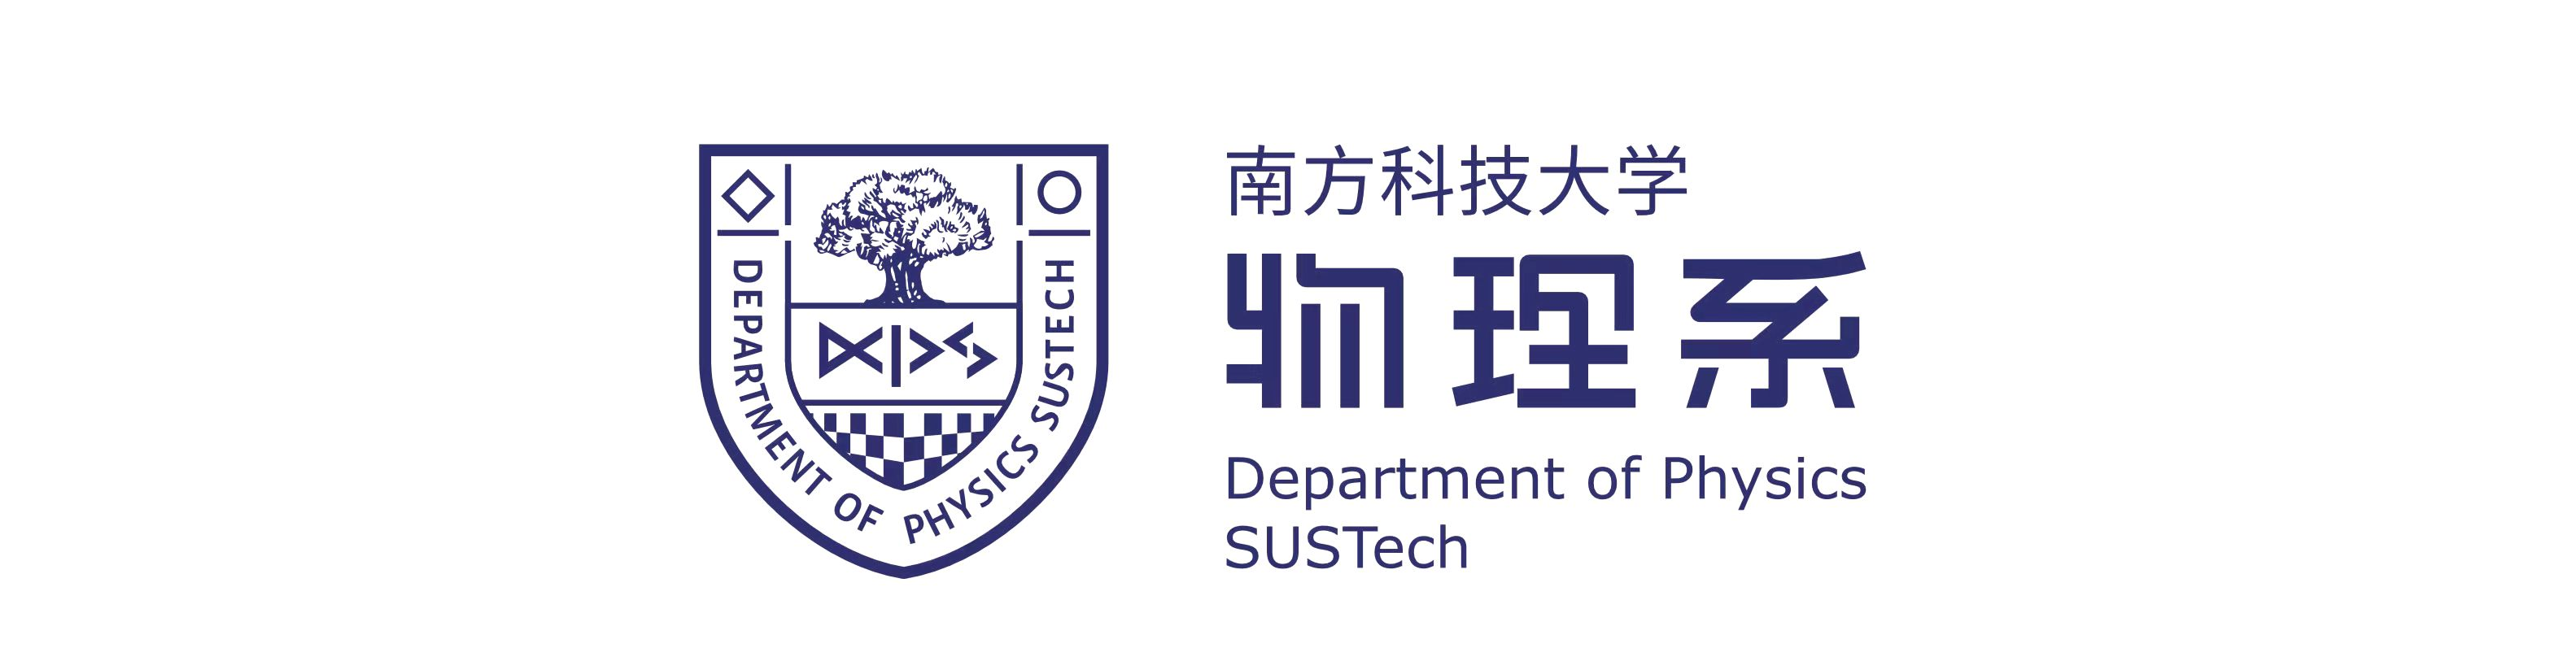 DEPARTMENT OF PHYSICS SUSTECH
南方科技大学
物理系
Department of Physics
SUSTech